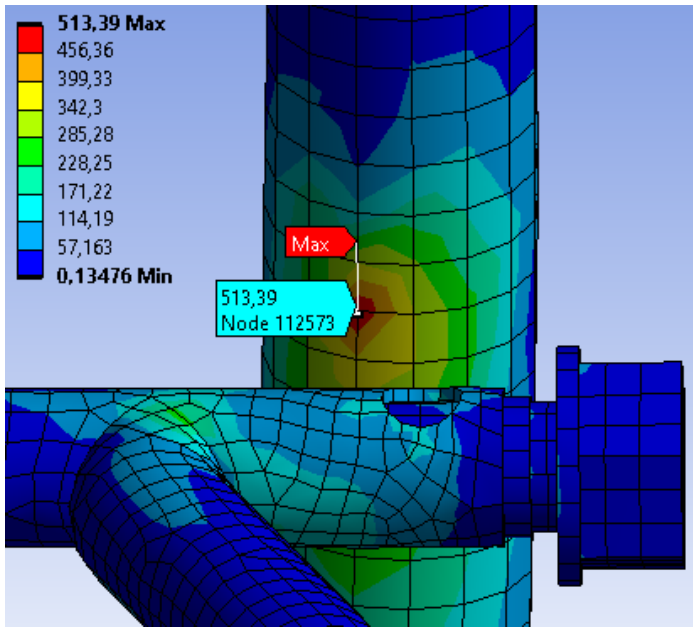 513,39 Max
456,36
399,33
342,3
285,28
228,25
171,22
114,19
57,163
0,13476 Min
Max
513,39
Node 112573